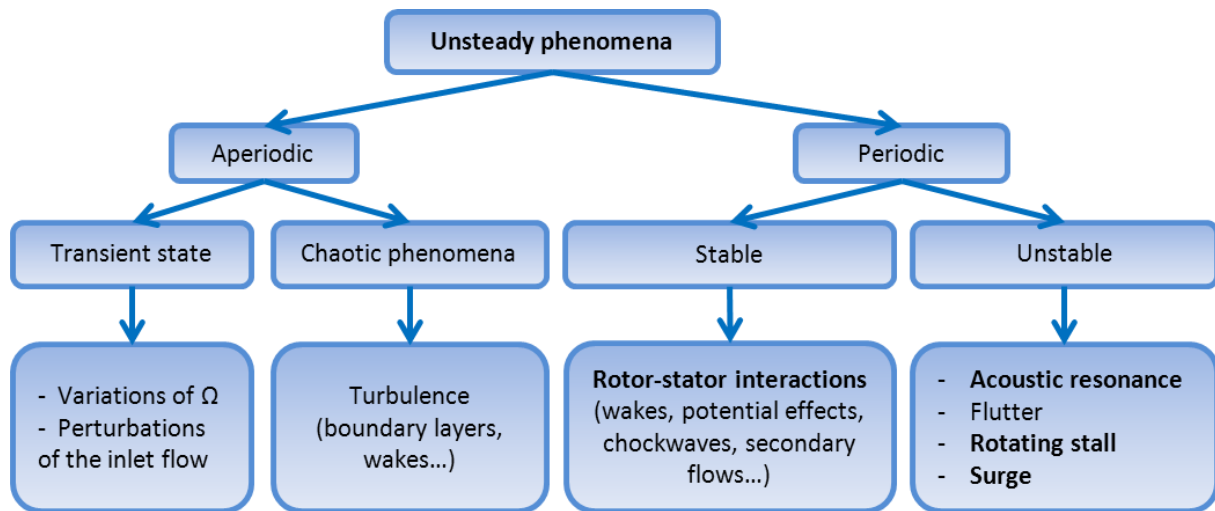 Unsteady phenomena
Aperiodic
Periodic
Transient state
Chaotic phenomena
Stable
Unstable
- Variations of Ω
- Perturbations
of the inlet flow
Turbulence
(boundary layers,
wakes…)
Rotor-stator interactions
(wakes, potential effects,
chockwaves, secondary
flows…)
- Acoustic resonance
- Flutter
- Rotating stall
- Surge